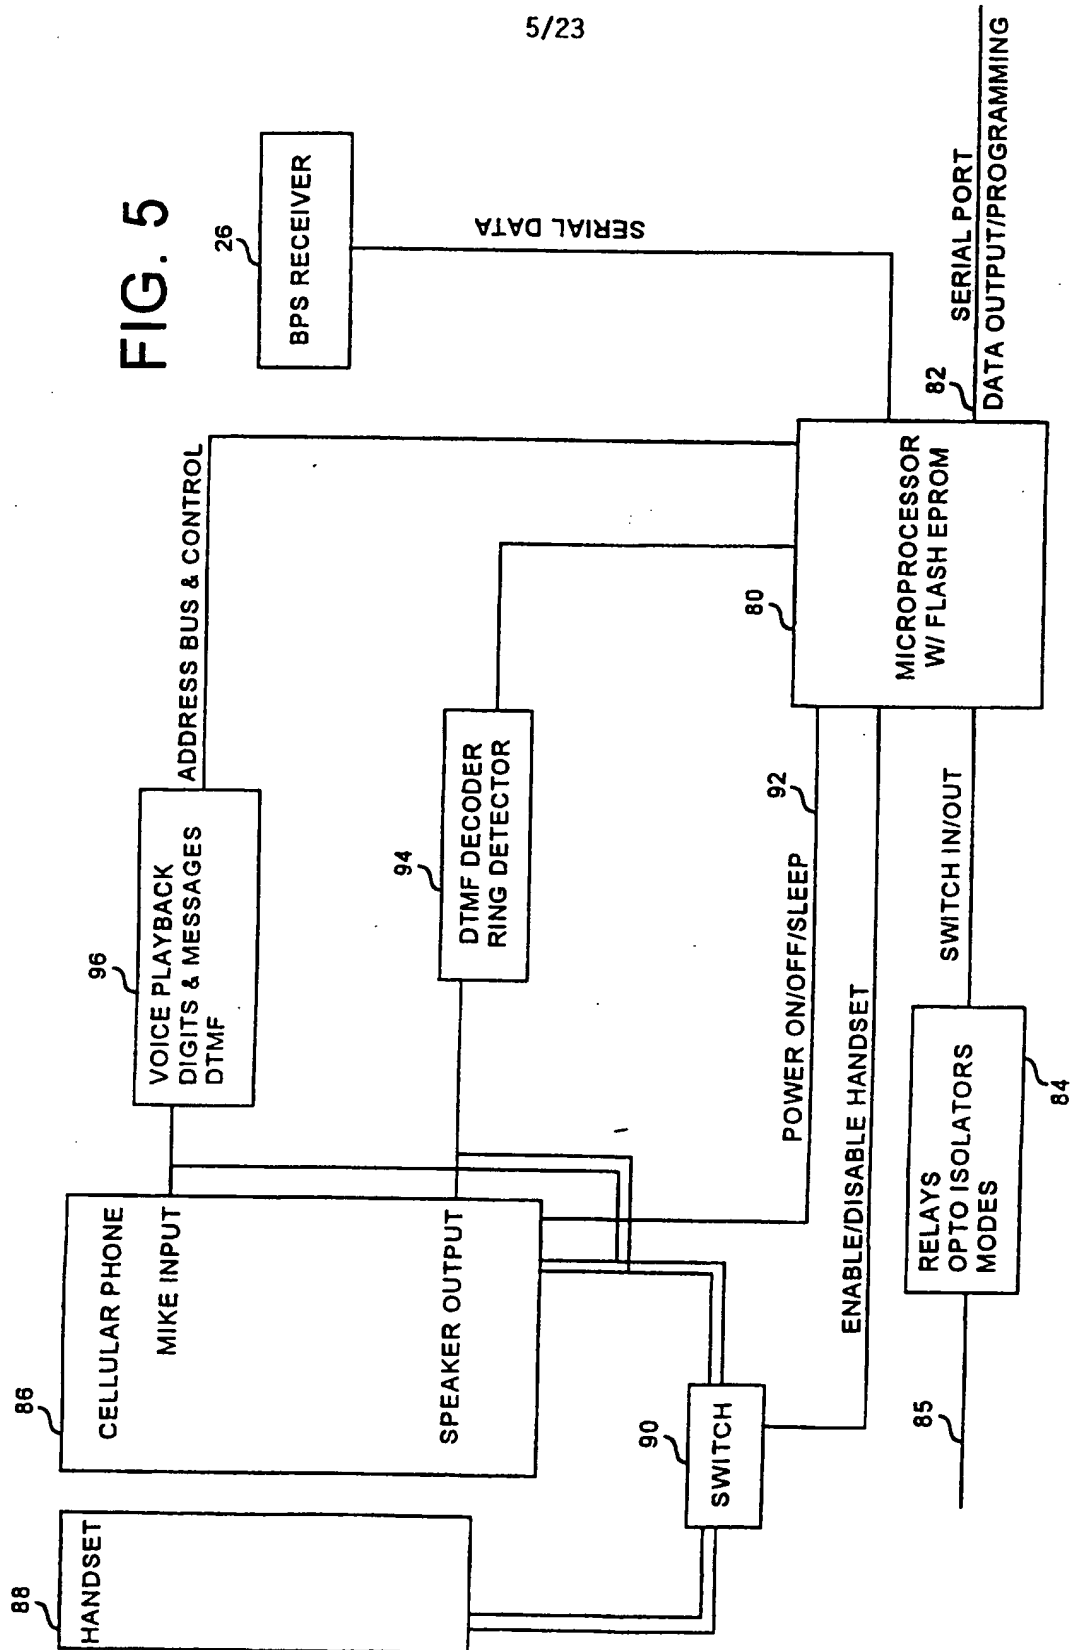 5/23
FIG. 5
88
HANDSET
86
CELLULAR PHONE
MIKE INPUT
SPEAKER OUTPUT
96
VOICE PLAYBACK
DIGITS & MESSAGES
DTMF
ADDRESS BUS & CONTROL
26
BPS RECEIVER
SERIAL DATA
94
DTMF DECODER
RING DETECTOR
90
SWITCH
POWER ON/OFF/SLEEP
92
ENABLE/DISABLE HANDSET
80
MICROPROCESSOR
W/ FLASH EPROM
82
SERIAL PORT
DATA OUTPUT/PROGRAMMING
85
RELAYS
OPTO ISOLATORS
MODES
84
SWITCH IN/OUT